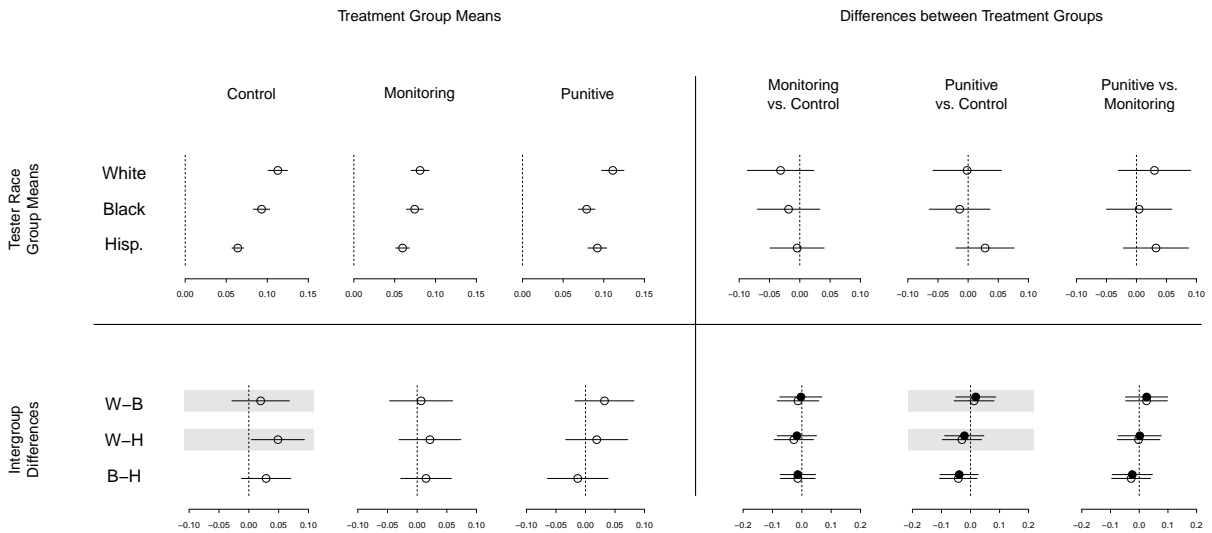 Treatment Group Means
Differences between Treatment Groups
Control
Monitoring
Punitive
Monitoring
vs. Control
Punitive
vs. Control
Punitive vs.
Monitoring
Tester Race
Group Means
White
Black
Hisp.
0.00 0.05 0.10 0.15
0.00 0.05 0.10 0.15
0.00 0.05 0.10 0.15
−0.10 −0.05 0.00 0.05 0.10
−0.10 −0.05 0.00 0.05 0.10
−0.10 −0.05 0.00 0.05 0.10
Intergroup
Differences
W−B
W−H
B−H
−0.10 −0.05 0.00 0.05 0.10
−0.10 −0.05 0.00 0.05 0.10
−0.10 −0.05 0.00 0.05 0.10
−0.2 −0.1 0.0 0.1 0.2
−0.2 −0.1 0.0 0.1 0.2
−0.2 −0.1 0.0 0.1 0.2